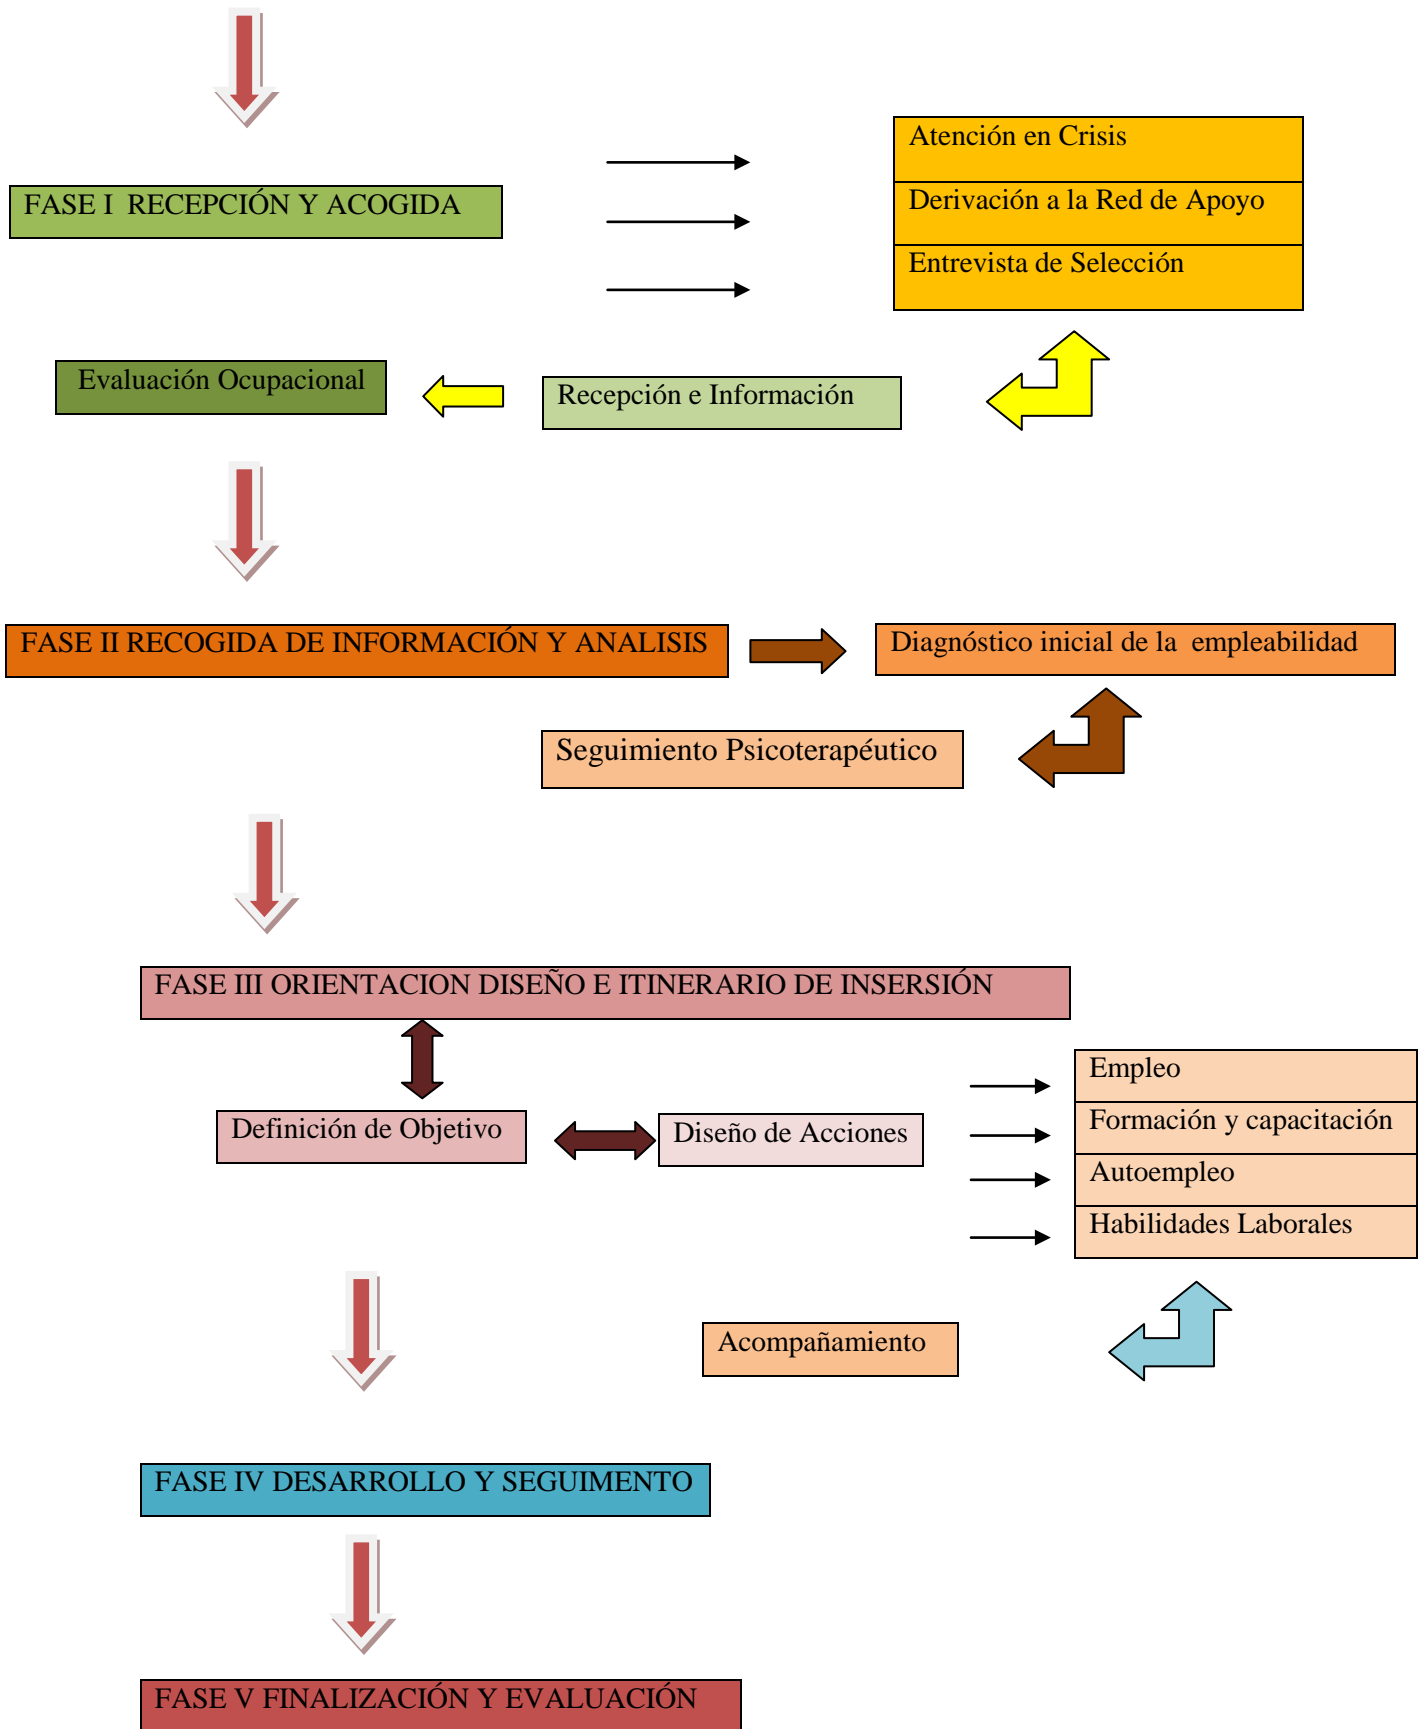 Atención en Crisis
FASE I  RECEPCIÓN Y ACOGIDA
Derivación a la Red de Apoyo
Entrevista de Selección
Evaluación Ocupacional
Recepción e Información
FASE II RECOGIDA DE INFORMACIÓN Y ANALISIS
Diagnóstico inicial de la  empleabilidad
Seguimiento Psicoterapéutico
FASE III ORIENTACION DISEÑO E ITINERARIO DE INSERSIÓN
Definición de Objetivo
Diseño de Acciones
Empleo
Formación y capacitación
Autoempleo
Habilidades Laborales
Acompañamiento
FASE IV DESARROLLO Y SEGUIMENTO
FASE V FINALIZACIÓN Y EVALUACIÓN